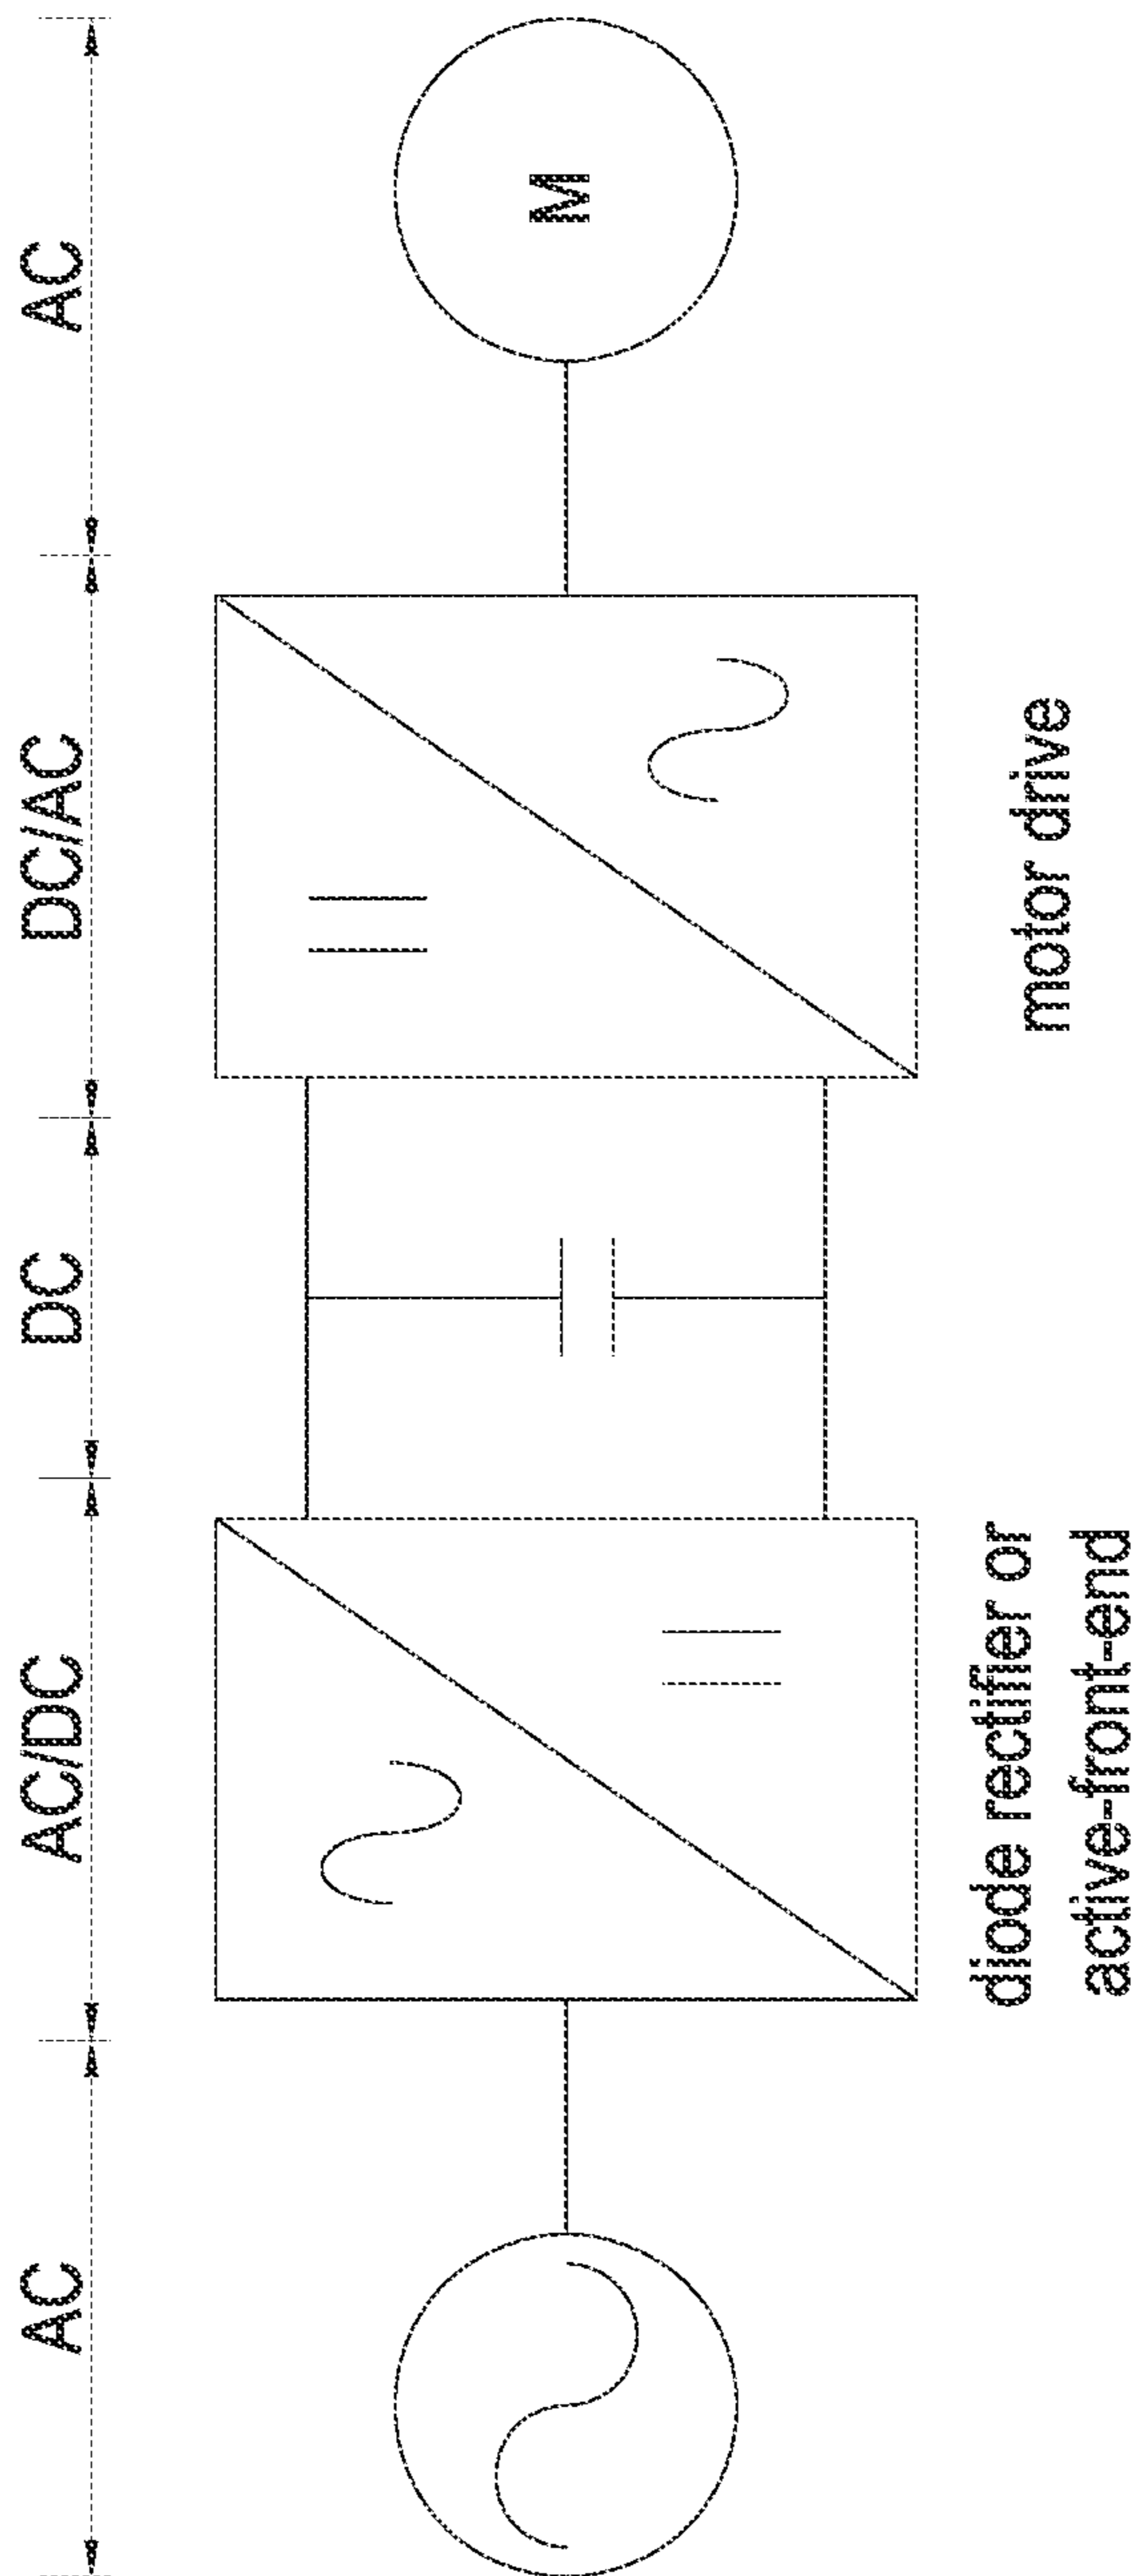 AC
AC/DC
DC
DC/AC
AC
M
diode rectifier or
active-front-end
motor drive